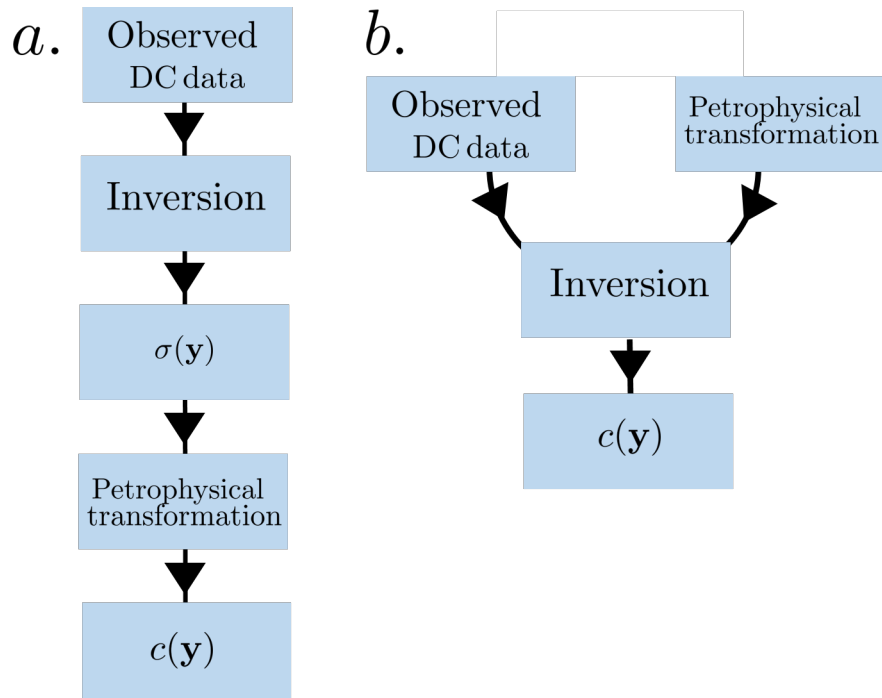 a.
Observed
DC data
Inversion
σ(y)
Petrophysical
transformation
c(y)
b.
Observed
DC data
Petrophysical
transformation
Inversion
c(y)